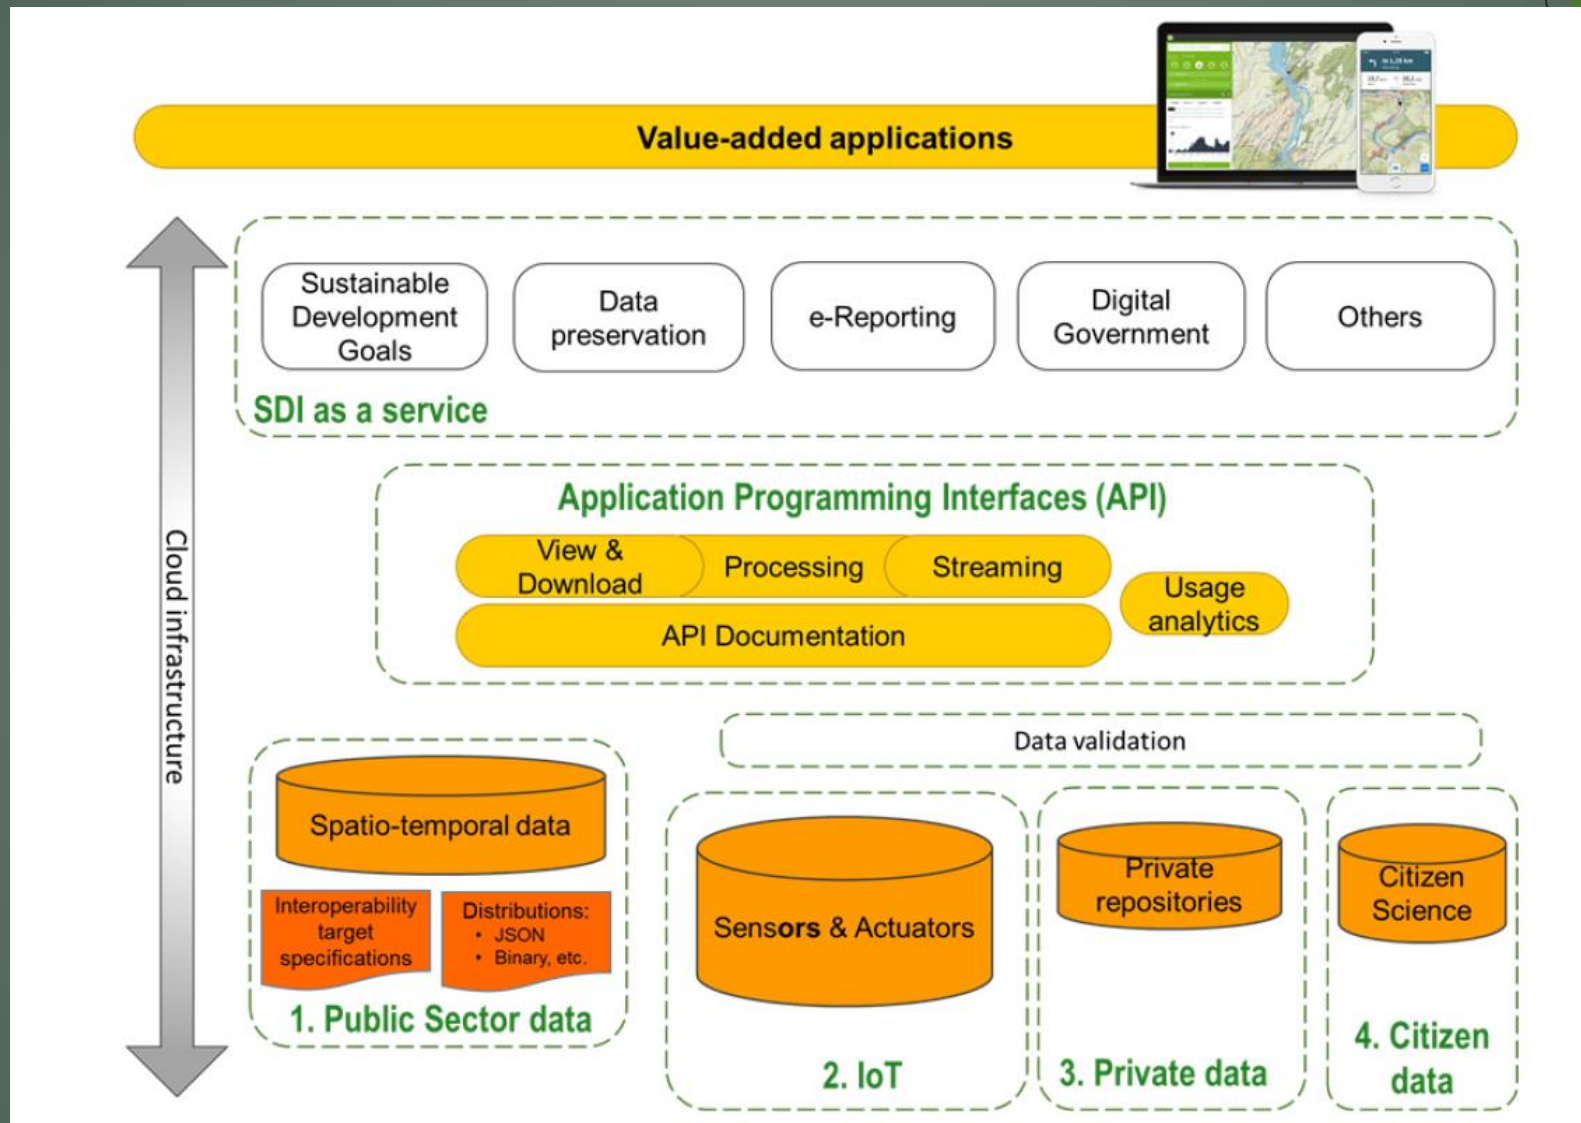 Value-added applications
Sustainable
Development
Goals
Data
preservation
e-Reporting
Digital
Government
Others
SDI as a service
Application Programming Interfaces (API)
View &
Download
Processing
Streaming
Usage
analytics
API Documentation
Cloud infrastructure
Data validation
Spatio-temporal data
Interoperability
target
specifications
Distributions:
• JSON
• Binary, etc.
1. Public Sector data
Sensors & Actuators
2. IoT
Private
repositories
3. Private data
Citizen
Science
4. Citizen
data